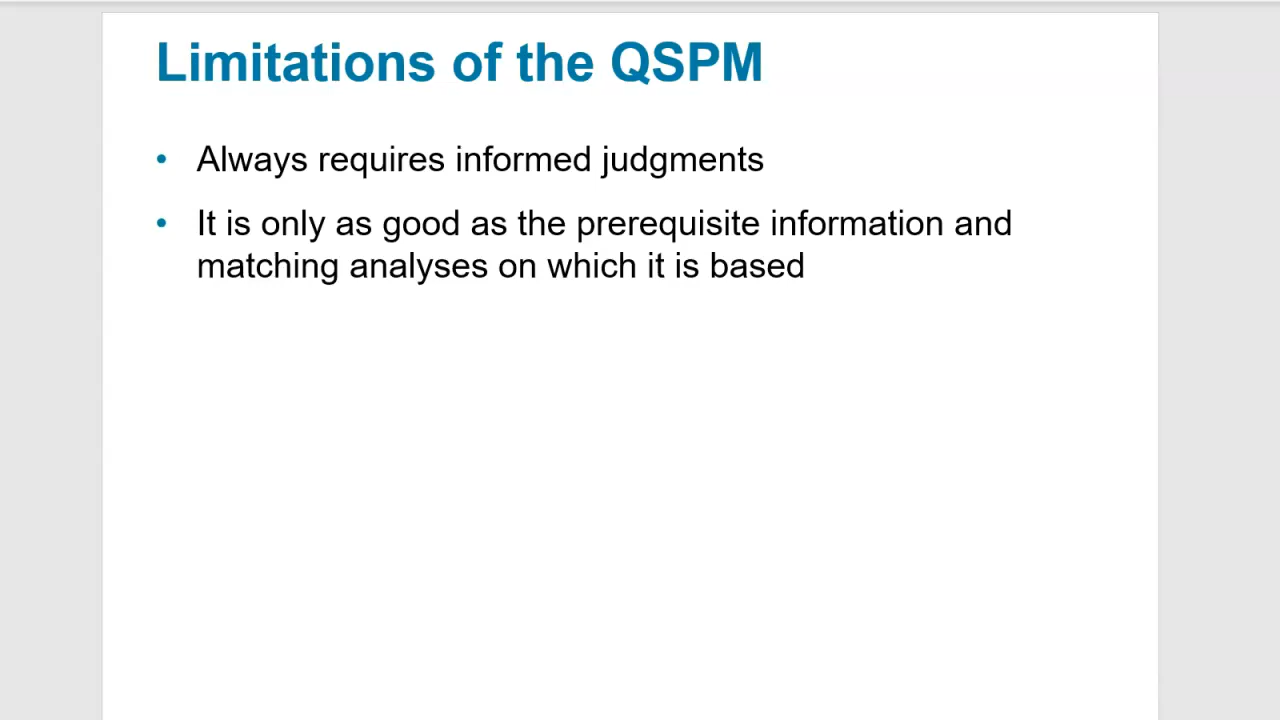 Limitations of the QSPM
• Always requires informed judgments
• It is only as good as the prerequisite information and
matching analyses on which it is based